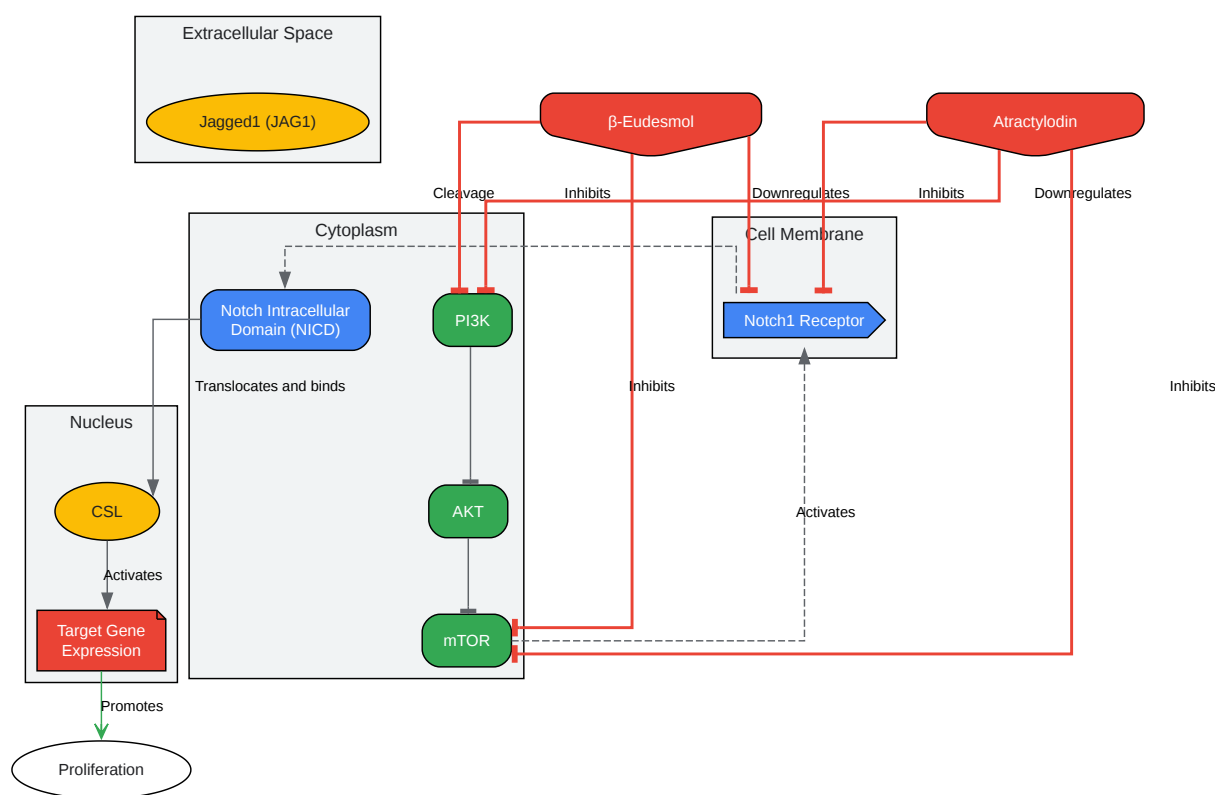 Extracellular Space
Jagged1 (JAG1)
β-Eudesmol
Atractylodin
Cleavage
Inhibits
Downregulates
Inhibits
Downregulates
Cytoplasm
Cell Membrane
Notch Intracellular
Domain (NICD)
PI3K
Notch1 Receptor
Translocates and binds
Inhibits
Inhibits
Nucleus
CSL
AKT
Activates
Activates
Target Gene
Expression
mTOR
Promotes
Proliferation